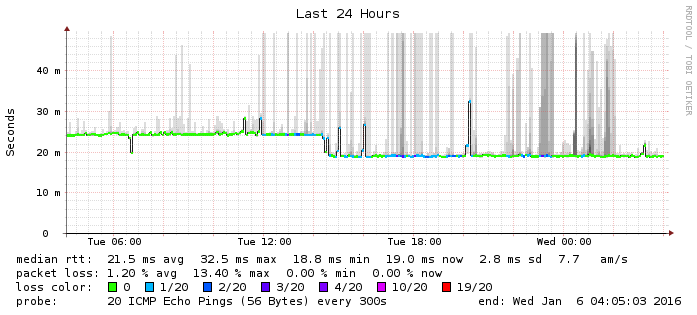 Last 24 Hours
RRDTOOL / TOBI OETIKER
Seconds
40 m
30 m
20 m
10 m
0
Tue 06:00 Tue 12:00 Tue 18:00 Wed 00:00
median rtt: 21.5 ms avg 32.5 ms max 18.8 ms min 19.0 ms now 2.8 ms sd 7.7 am/s
packet loss: 1.20 % avg 13.40 % max 0.00 % min 0.00 % now
loss color: 0 1/20 2/20 3/20 4/20 10/20 19/20
probe: 20 ICMP Echo Pings (56 Bytes) every 300s end: Wed Jan 6 04:05:03 2016